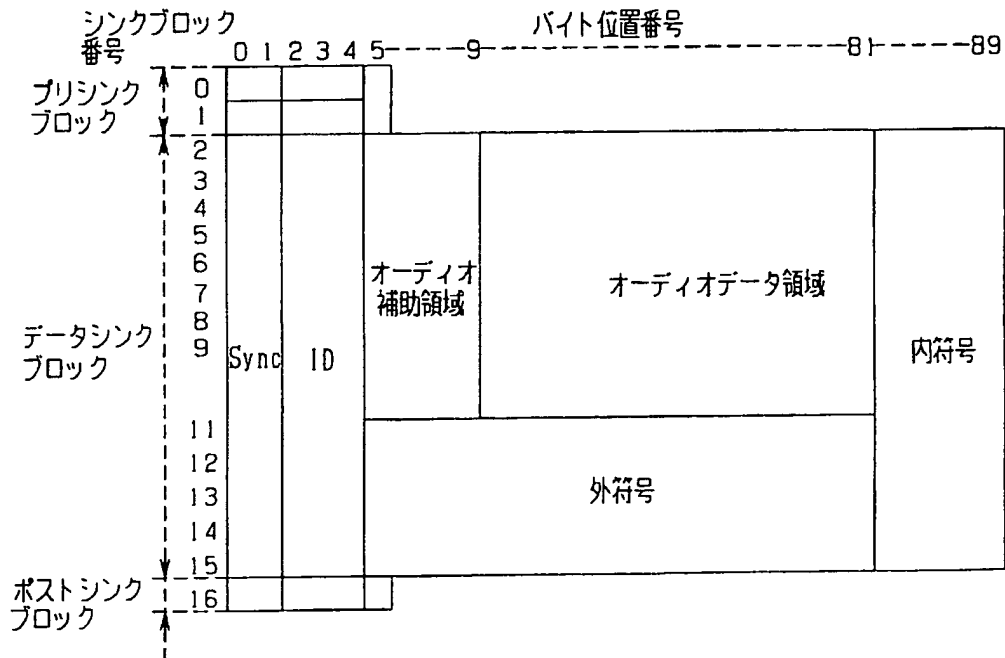 シンクブロック
番号
バイト位置番号
0 1 2 3 4 5 9 81 89
プリシンク
ブロック
0
1
データシンク
ブロック
2
3
4
5
6
7
8
9
11
12
13
14
15
Sync
ID
オーディオ
補助領域
オーディオデータ領域
内符号
外符号
ポストシンク
ブロック
16